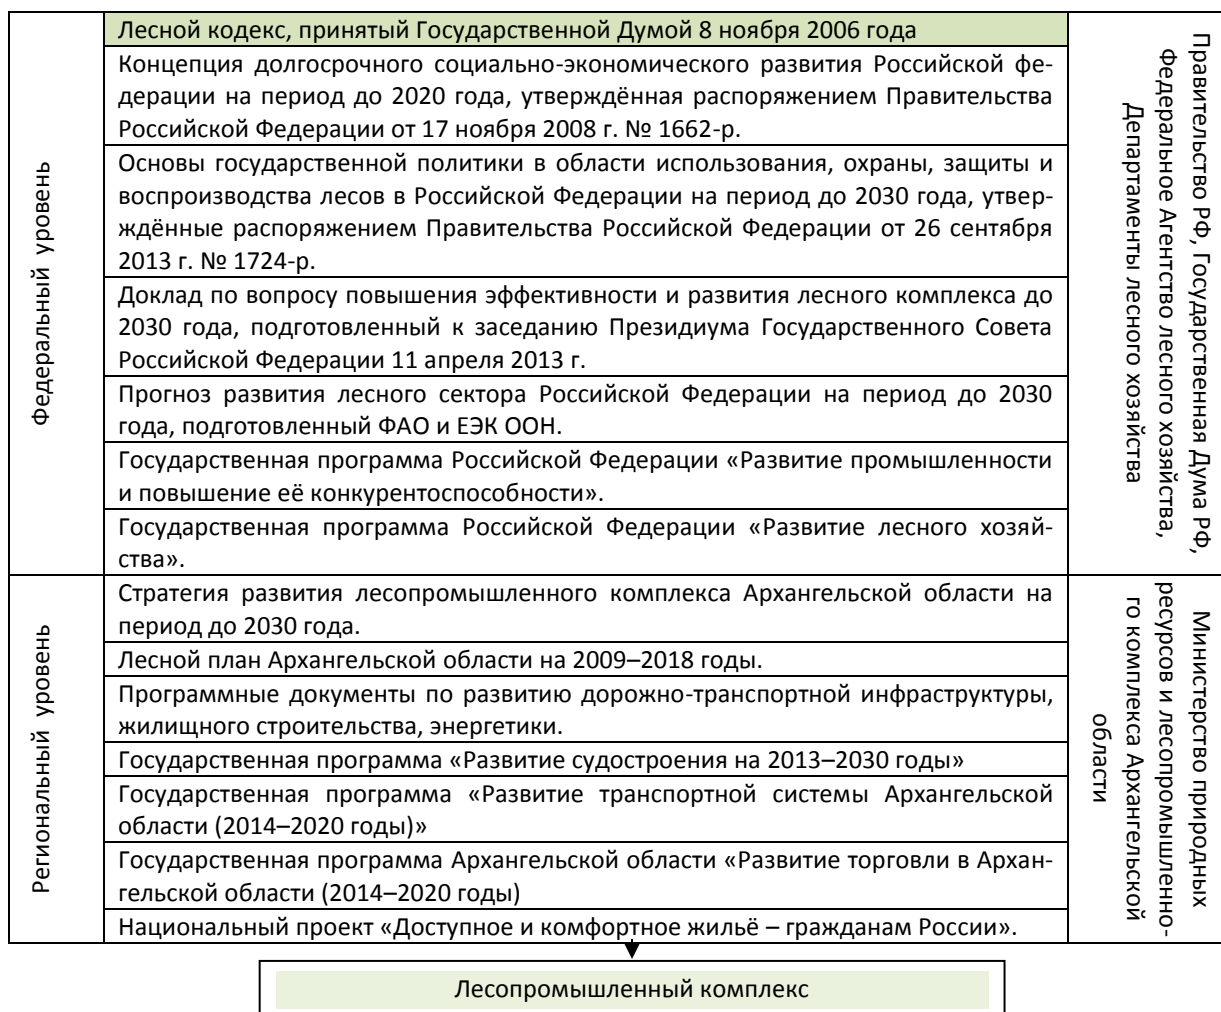 Федеральный уровень
Лесной кодекс, принятый Государственной Думой 8 ноября 2006 года
Концепция долгосрочного социально-экономического развития Российской фе-
дерации на период до 2020 года, утверждённая распоряжением Правительства
Российской Федерации от 17 ноября 2008 г. № 1662-р.
Основы государственной политики в области использования, охраны, защиты и
воспроизводства лесов в Российской Федерации на период до 2030 года, утвер-
ждённые распоряжением Правительства Российской Федерации от 26 сентября
2013 г. № 1724-р.
Доклад по вопросу повышения эффективности и развития лесного комплекса до
2030 года, подготовленный к заседанию Президиума Государственного Совета
Российской Федерации 11 апреля 2013 г.
Прогноз развития лесного сектора Российской Федерации на период до 2030
года, подготовленный ФАО и ЕЭК ООН.
Государственная программа Российской Федерации «Развитие промышленности
и повышение её конкурентоспособности».
Государственная программа Российской Федерации «Развитие лесного хозяй-
ства».
Правительство РФ, Государственная Дума РФ,
Федеральное Агентство лесного хозяйства,
Департаменты лесного хозяйства
Региональный уровень
Стратегия развития лесопромышленного комплекса Архангельской области на
период до 2030 года.
Лесной план Архангельской области на 2009–2018 годы.
Программные документы по развитию дорожно-транспортной инфраструктуры,
жилищного строительства, энергетики.
Государственная программа «Развитие судостроения на 2013–2030 годы»
Государственная программа «Развитие транспортной системы Архангельской
области (2014–2020 годы)»
Государственная программа Архангельской области «Развитие торговли в Архан-
гельской области (2014–2020 годы)
Национальный проект «Доступное и комфортное жильё – гражданам России».
Министерство природных
ресурсов и лесопромышленно-
го комплекса Архангельской
области
Лесопромышленный комплекс